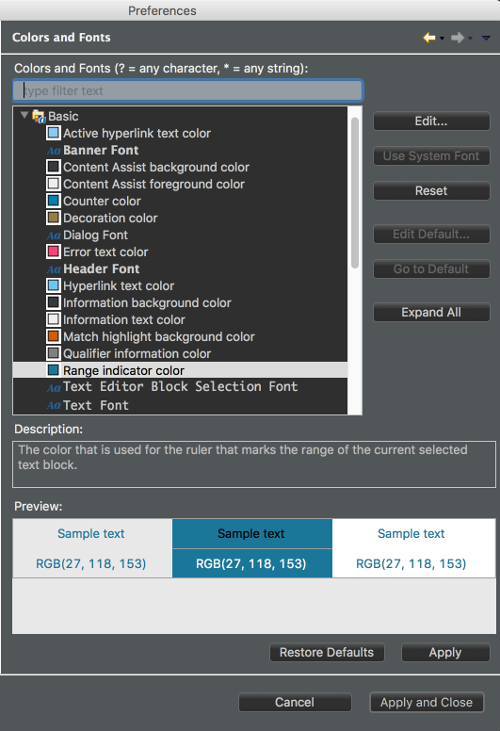 Preferences
Colors and Fonts
Colors and Fonts (? = any character, * = any string):
type filter text
Basic
Active hyperlink text color
Aa Banner Font
Content Assist background color
Content Assist foreground color
Counter color
Decoration color
Aa Dialog Font
Error text color
Aa Header Font
Hyperlink text color
Information background color
Information text color
Match highlight background color
Qualifier information color
Range indicator color
Aa Text Editor Block Selection Font
Aa Text Font
Edit...
Use System Font
Reset
Edit Default...
Go to Default
Expand All
Description:
The color that is used for the ruler that marks the range of the current selected
text block.
Preview:
Sample text Sample text Sample text
RGB(27, 118, 153) RGB(27, 118, 153) RGB(27, 118, 153)
Restore Defaults Apply
Cancel Apply and Close